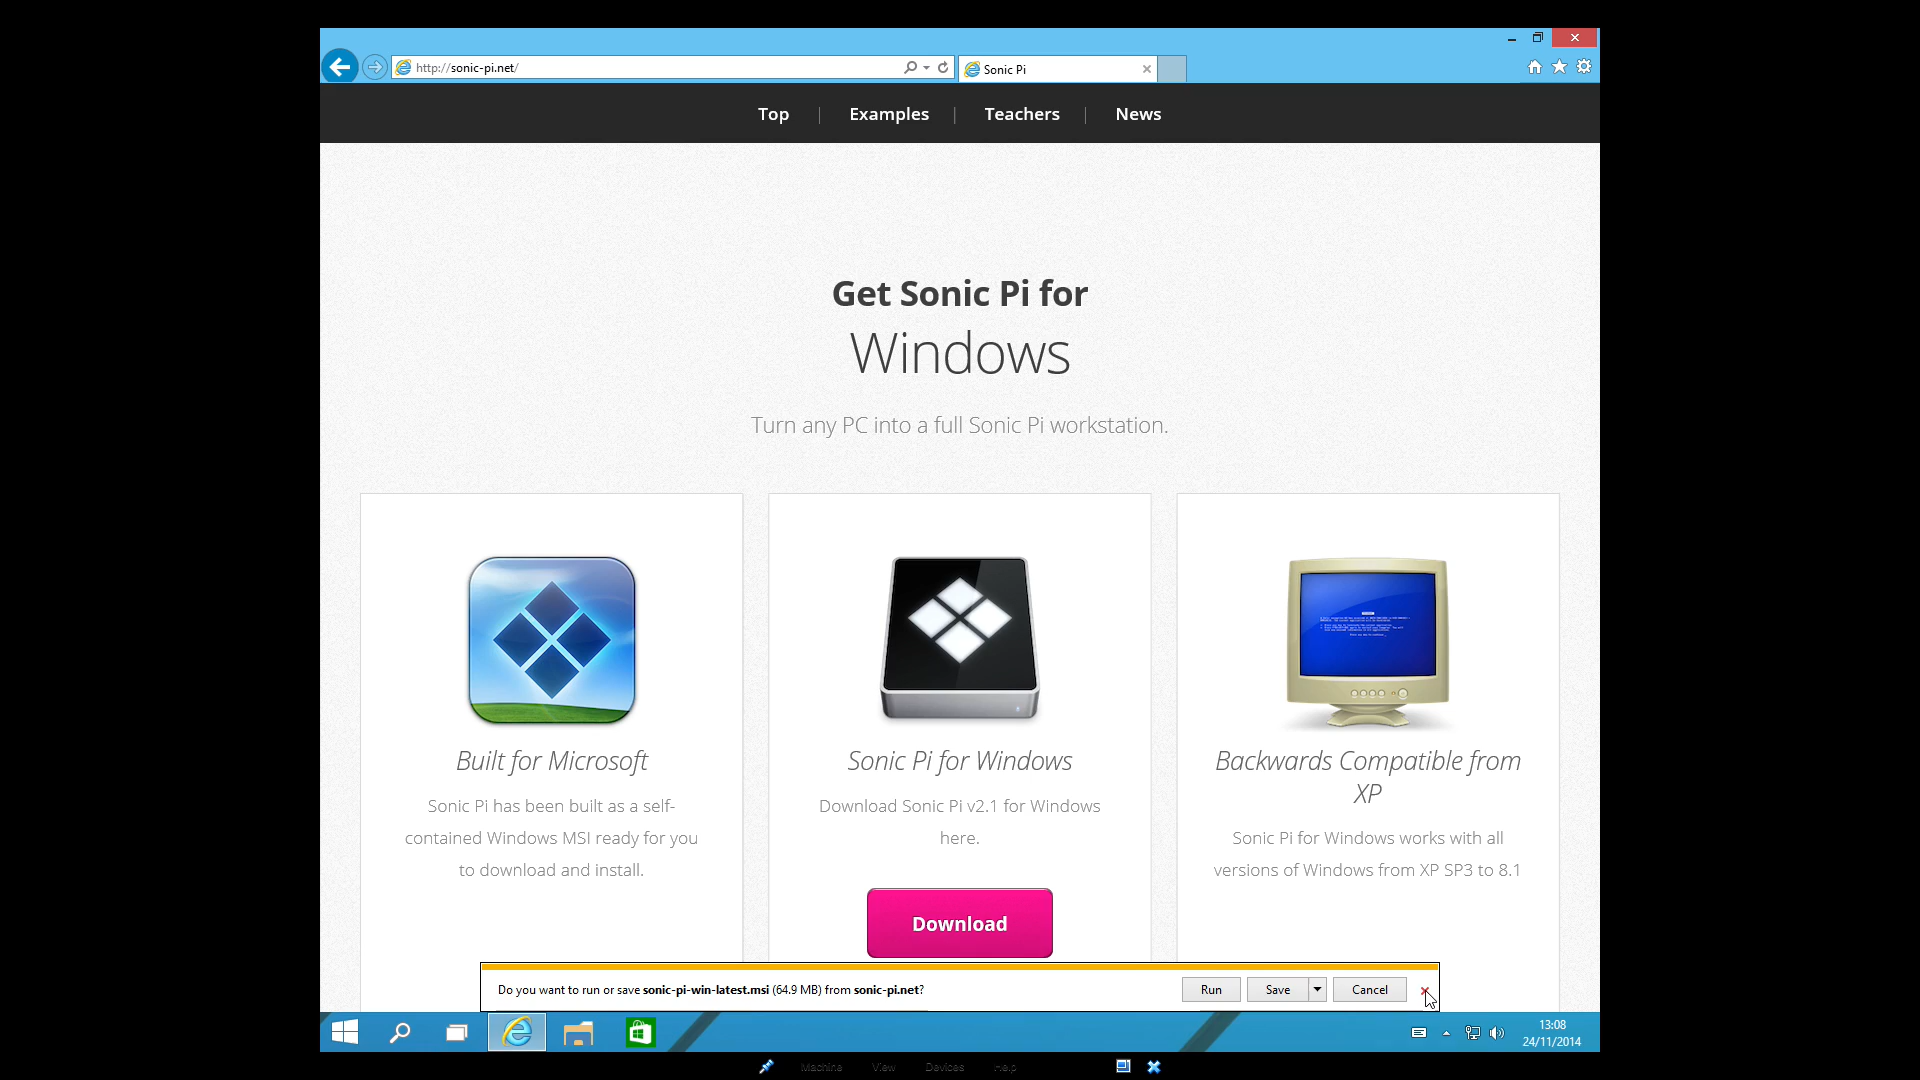 http://sonic-pi.net/
Sonic Pi
Top
Examples
Teachers
News
Get Sonic Pi for
Windows
Turn any PC into a full Sonic Pi workstation.
Built for Microsoft
Sonic Pi has been built as a self-
contained Windows MSI ready for you
to download and install.
Sonic Pi for Windows
Download Sonic Pi v2.1 for Windows
here.
Download
Backwards Compatible from
XP
Sonic Pi for Windows works with all
versions of Windows from XP SP3 to 8.1
Do you want to run or save sonic-pi-win-latest.msi (64.9 MB) from sonic-pi.net?
Run
Save
Cancel
13:08
24/11/2014
Machine
View
Devices
Help